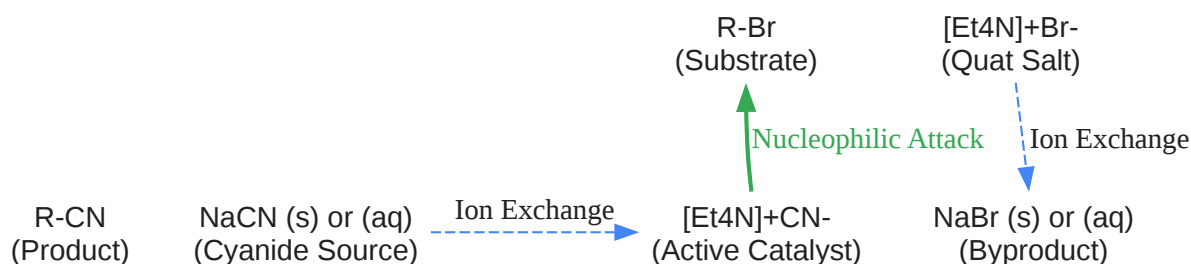 R-Br
(Substrate)
[Et4N]+Br-
(Quat Salt)
Nucleophilic Attack
Ion Exchange
R-CN
(Product)
NaCN (s) or (aq)
(Cyanide Source)
Ion Exchange
[Et4N]+CN-
(Active Catalyst)
NaBr (s) or (aq)
(Byproduct)